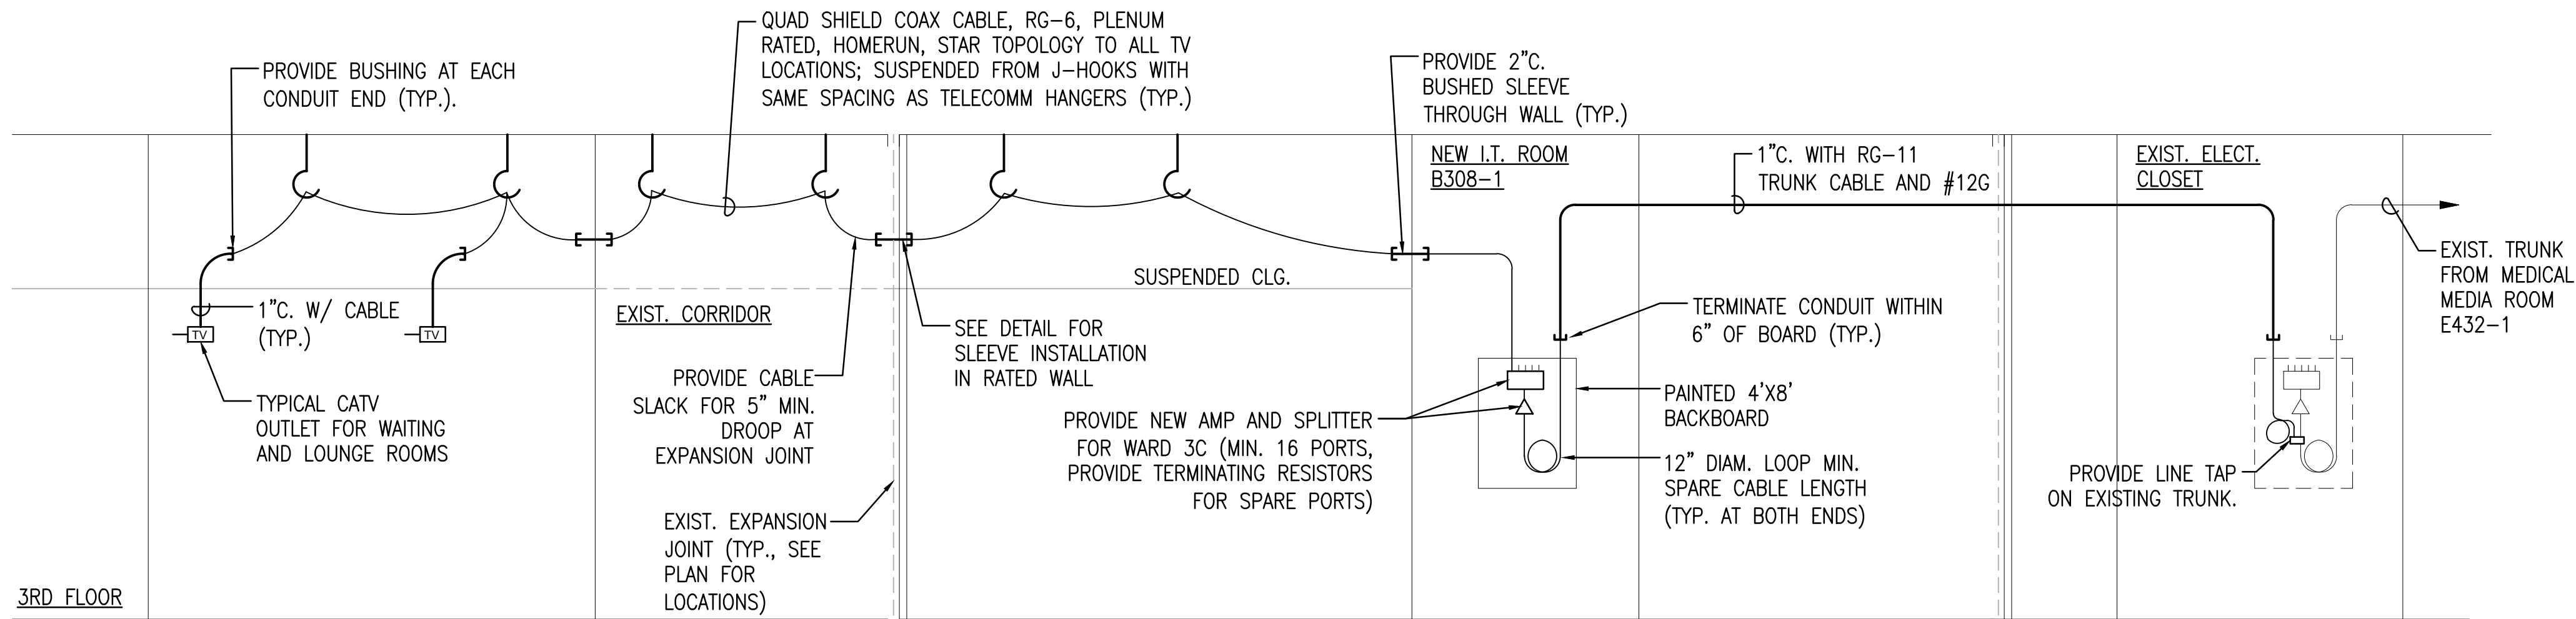 QUAD SHIELD COAX CABLE, RG-6, PLENUM
RATED, HOMERUN, STAR TOPOLOGY TO ALL TV
LOCATIONS; SUSPENDED FROM J-HOOKS WITH
SAME SPACING AS TELECOMM HANGERS (TYP.)
PROVIDE BUSHING AT EACH
CONDUIT END (TYP.).
PROVIDE 2"C.
BUSHED SLEEVE
THROUGH WALL (TYP.)
NEW I.T. ROOM
B308-1
1"C. WITH RG-11
TRUNK CABLE AND #12G
EXIST. ELECT.
CLOSET
EXIST. TRUNK
FROM MEDICAL
MEDIA ROOM
E432-1
SUSPENDED CLG.
1"C. W/ CABLE
(TYP.)
TV
TV
EXIST. CORRIDOR
SEE DETAIL FOR
SLEEVE INSTALLATION
IN RATED WALL
TERMINATE CONDUIT WITHIN
6" OF BOARD (TYP.)
TYPICAL CATV
OUTLET FOR WAITING
AND LOUNGE ROOMS
PROVIDE CABLE
SLACK FOR 5" MIN.
DROOP AT
EXPANSION JOINT
PROVIDE NEW AMP AND SPLITTER
FOR WARD 3C (MIN. 16 PORTS,
PROVIDE TERMINATING RESISTORS
FOR SPARE PORTS)
PAINTED 4'X8'
BACKBOARD
12" DIAM. LOOP MIN.
SPARE CABLE LENGTH
(TYP. AT BOTH ENDS)
PROVIDE LINE TAP
ON EXISTING TRUNK.
EXIST. EXPANSION
JOINT (TYP., SEE
PLAN FOR
LOCATIONS)
3RD FLOOR